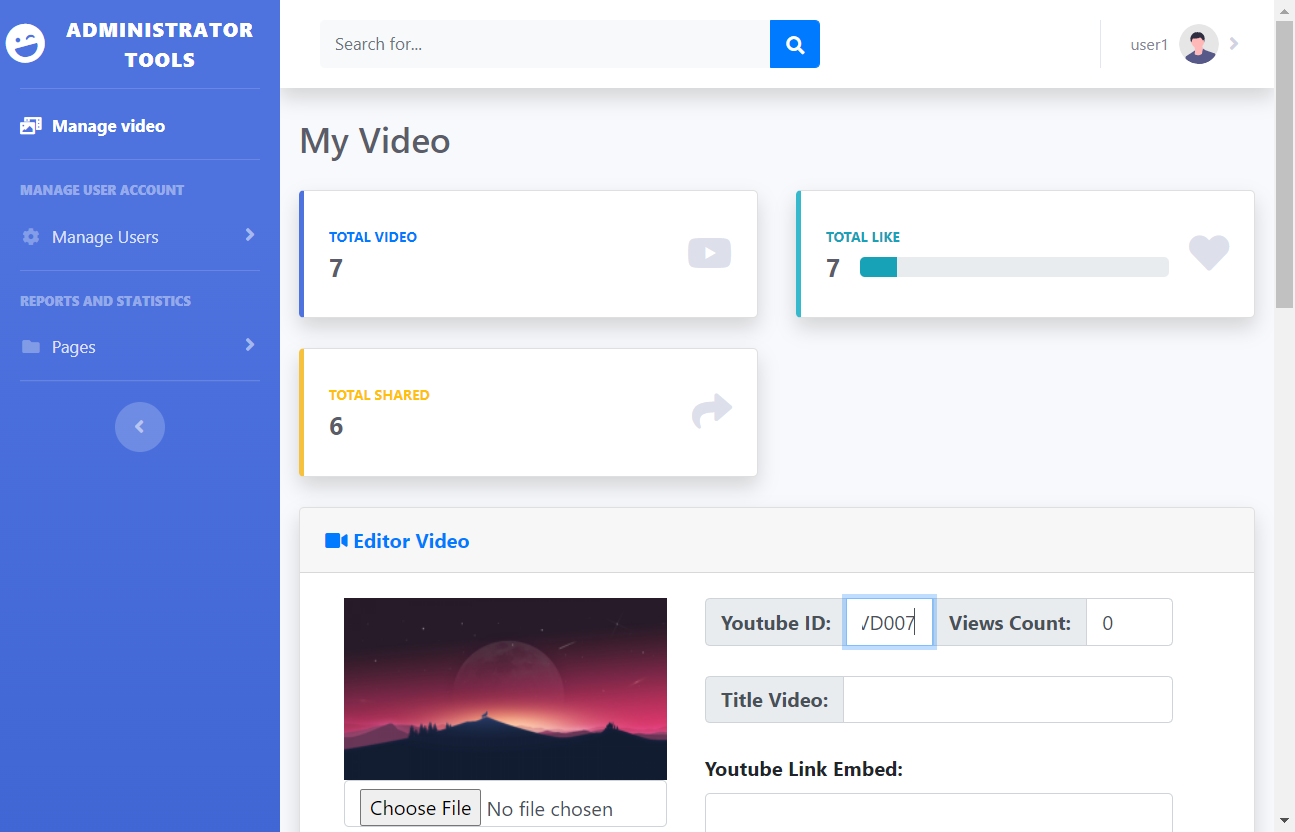 ADMINISTRATOR
TOOLS
Search for...
user1
Manage video
My Video
MANAGE USER ACCOUNT
Manage Users
TOTAL VIDEO
7
TOTAL LIKE
7
REPORTS AND STATISTICS
Pages
TOTAL SHARED
6
Editor Video
Youtube ID:
VD007
Views Count:
0
Title Video:
Youtube Link Embed:
Choose File No file chosen